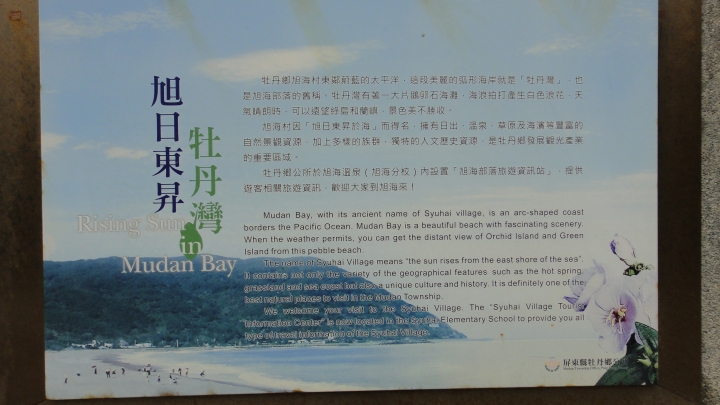 旭日東昇
牡丹灣
Rising Sun
in
Mudan Bay
牡丹鄉旭海村東鄰蔚藍的太平洋，這段美麗的弧形海岸就是「牡丹灣」，也
是旭海部落的舊稱。牡丹灣有著一大片鵝卵石海灘，海浪拍打產生白色浪花，天
氣晴朗時，可以遠望綠島和蘭嶼，景色美不勝收。
旭海村因「旭日東昇於海」而得名，擁有日出、溫泉、草原及海濱等豐富的
自然景觀資源，加上多樣的族群、獨特的人文歷史資源，是牡丹鄉發展觀光產業
的重要區域。
牡丹鄉公所於旭海溫泉（旭海分校）內設置「旭海部落旅遊資訊站」，提供
遊客相關旅遊資訊，歡迎大家到旭海來！
Mudan Bay, with its ancient name of Syuhai village, is an arc-shaped coast
borders the Pacific Ocean. Mudan Bay is a beautiful beach with fascinating scenery.
When the weather permits, you can get the distant view of Orchid Island and Green
Island from this pebble beach.
The name of Syuhai Village means "the sun rises from the east shore of the sea".
It contains not only the variety of the geographical features such as the hot spring,
grassland and sea coast but also a unique culture and history. It is definitely one of the
best natural places to visit in the Mudan Township.
We welcome your visit to the Syuhai Village. The "Syuhai Village Tourist
Information Center" is now located in the Syuhai Elementary School to provide you all
type of travel information of the Syuhai Village.
屏東縣牡丹鄉公所